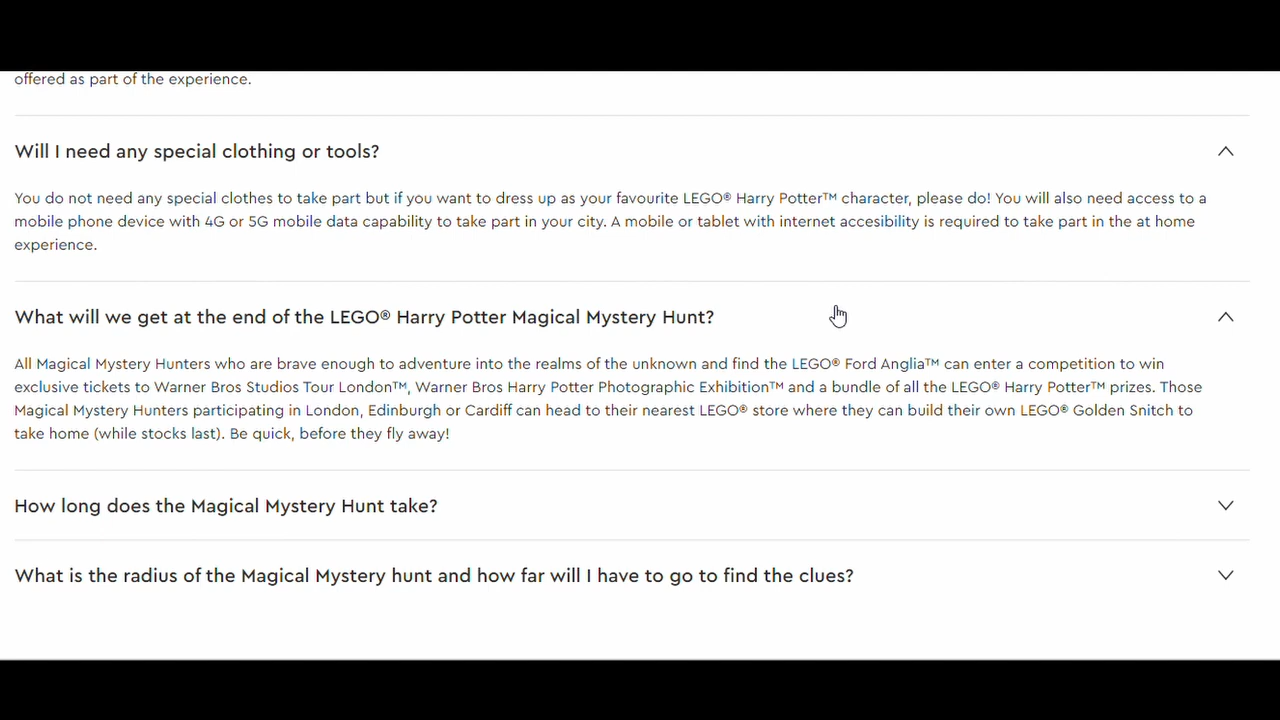 offered as part of the experience.
Will I need any special clothing or tools?
You do not need any special clothes to take part but if you want to dress up as your favourite LEGO® Harry Potter™ character, please do! You will also need access to a
mobile phone device with 4G or 5G mobile data capability to take part in your city. A mobile or tablet with internet accesibility is required to take part in the at home
experience.
What will we get at the end of the LEGO® Harry Potter Magical Mystery Hunt?
All Magical Mystery Hunters who are brave enough to adventure into the realms of the unknown and find the LEGO® Ford Anglia™ can enter a competition to win
exclusive tickets to Warner Bros Studios Tour London™, Warner Bros Harry Potter Photographic Exhibition™ and a bundle of all the LEGO® Harry Potter™ prizes. Those
Magical Mystery Hunters participating in London, Edinburgh or Cardiff can head to their nearest LEGO® store where they can build their own LEGO® Golden Snitch to
take home (while stocks last). Be quick, before they fly away!
How long does the Magical Mystery Hunt take?
What is the radius of the Magical Mystery hunt and how far will I have to go to find the clues?